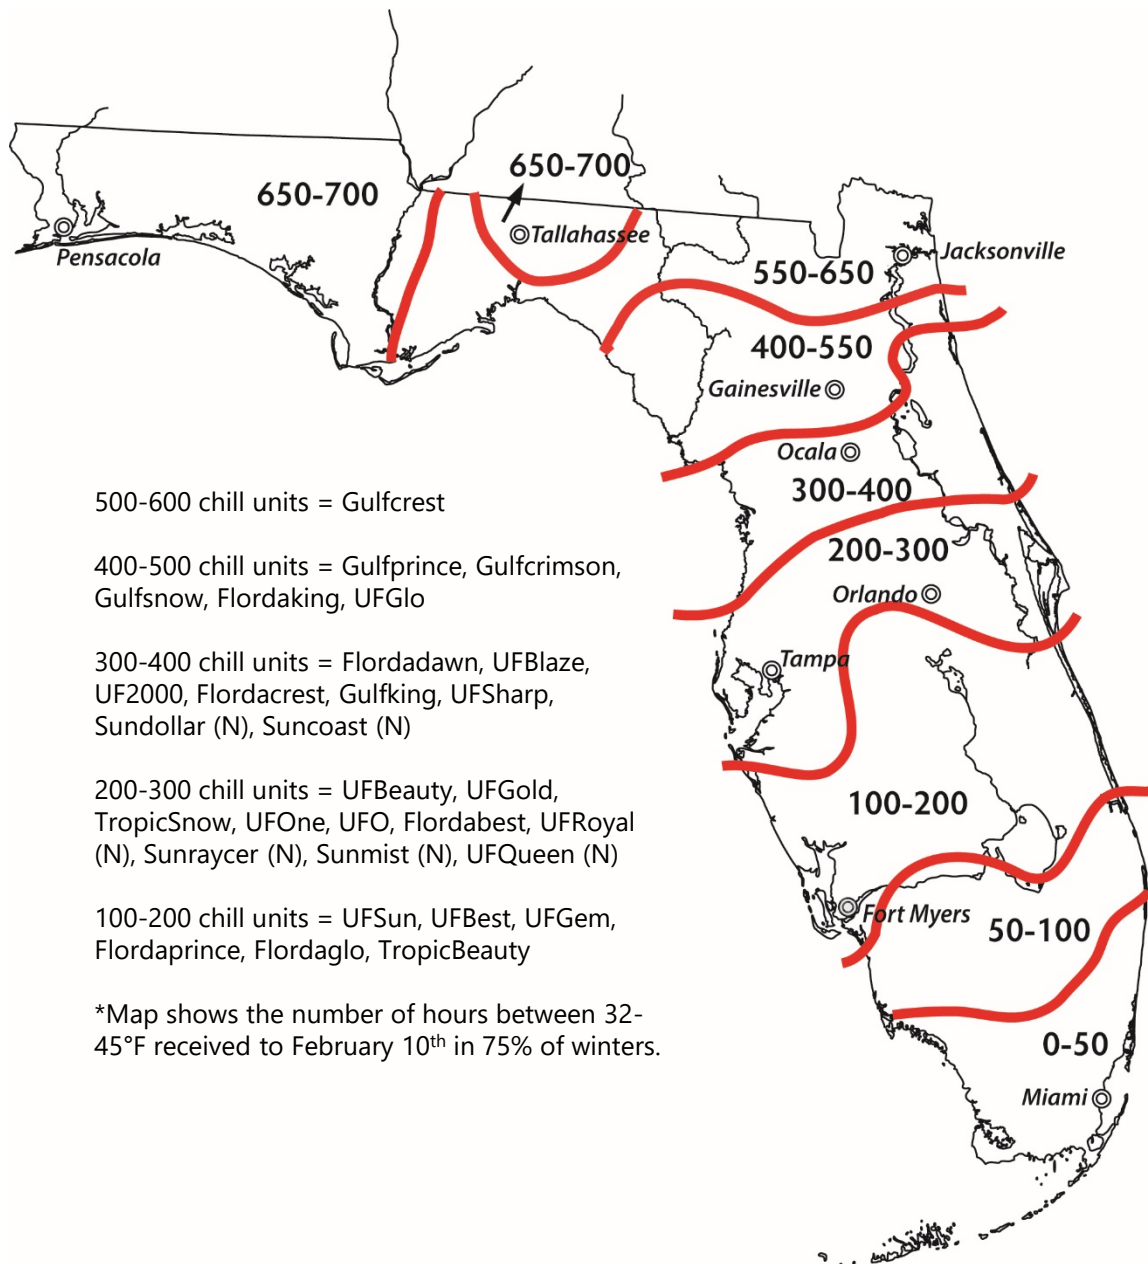 650-700
650-700
Tallahassee
Pensacola
Jacksonville
550-650
400-550
Gainesville
Ocala
300-400
200-300
Orlando
Tampa
100-200
Fort Myers
50-100
0-50
Miami
500-600 chill units = Gulfcrest
400-500 chill units = Gulfprince, Gulfcrimson,
Gulfsnow, Flordaking, UFGlo
300-400 chill units = Flordadawn, UFBlaze,
UF2000, Flordacrest, Gulfking, UFSharp,
Sundollar (N), Suncoast (N)
200-300 chill units = UFBeauty, UFGold,
TropicSnow, UFOne, UFO, Flordabest, UFRoyal
(N), Sunraycer (N), Sunmist (N), UFQueen (N)
100-200 chill units = UFSun, UFBest, UFGem,
Flordaprince, Flordaglo, TropicBeauty
*Map shows the number of hours between 32-
45°F received to February 10th in 75% of winters.